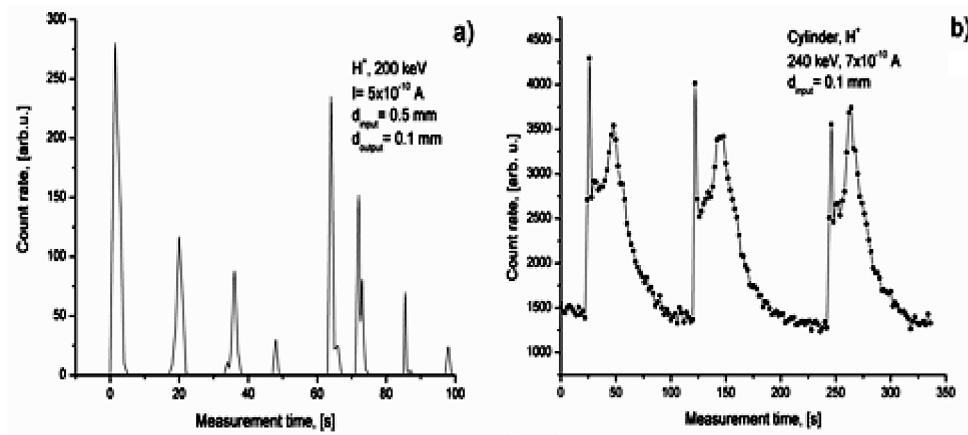 a)
H⁺, 200 keV
I= 5x10⁻¹⁰ A
d_input= 0.5 mm
d_output= 0.1 mm
Count rate, [arb.u.]
300
250
200
150
100
50
0
0 20 40 60 80 100
Measurement time, [s]
b)
Cylinder, H⁺
240 keV, 7x10⁻¹⁰ A
d_input= 0.1 mm
Count rate, [arb. u.]
4500
4000
3500
3000
2500
2000
1500
1000
0 50 100 150 200 250 300 350
Measurement time, [s]